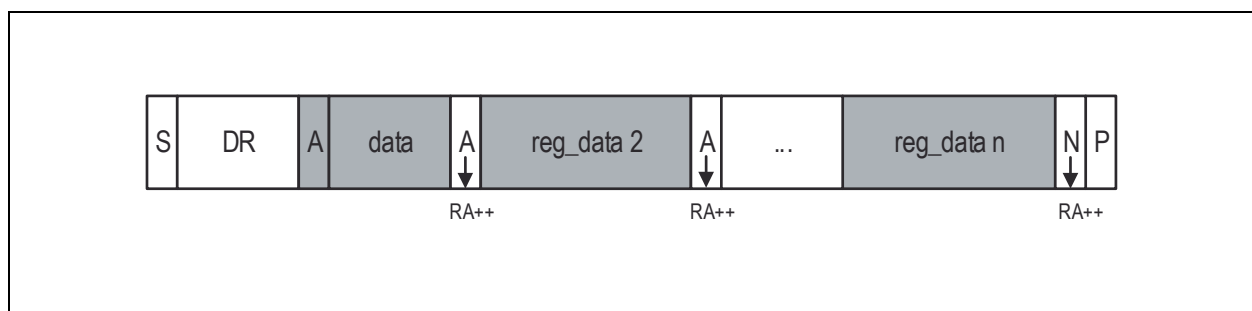 S DR A data A reg_data 2 A ... reg_data n N P
RA++ RA++ RA++